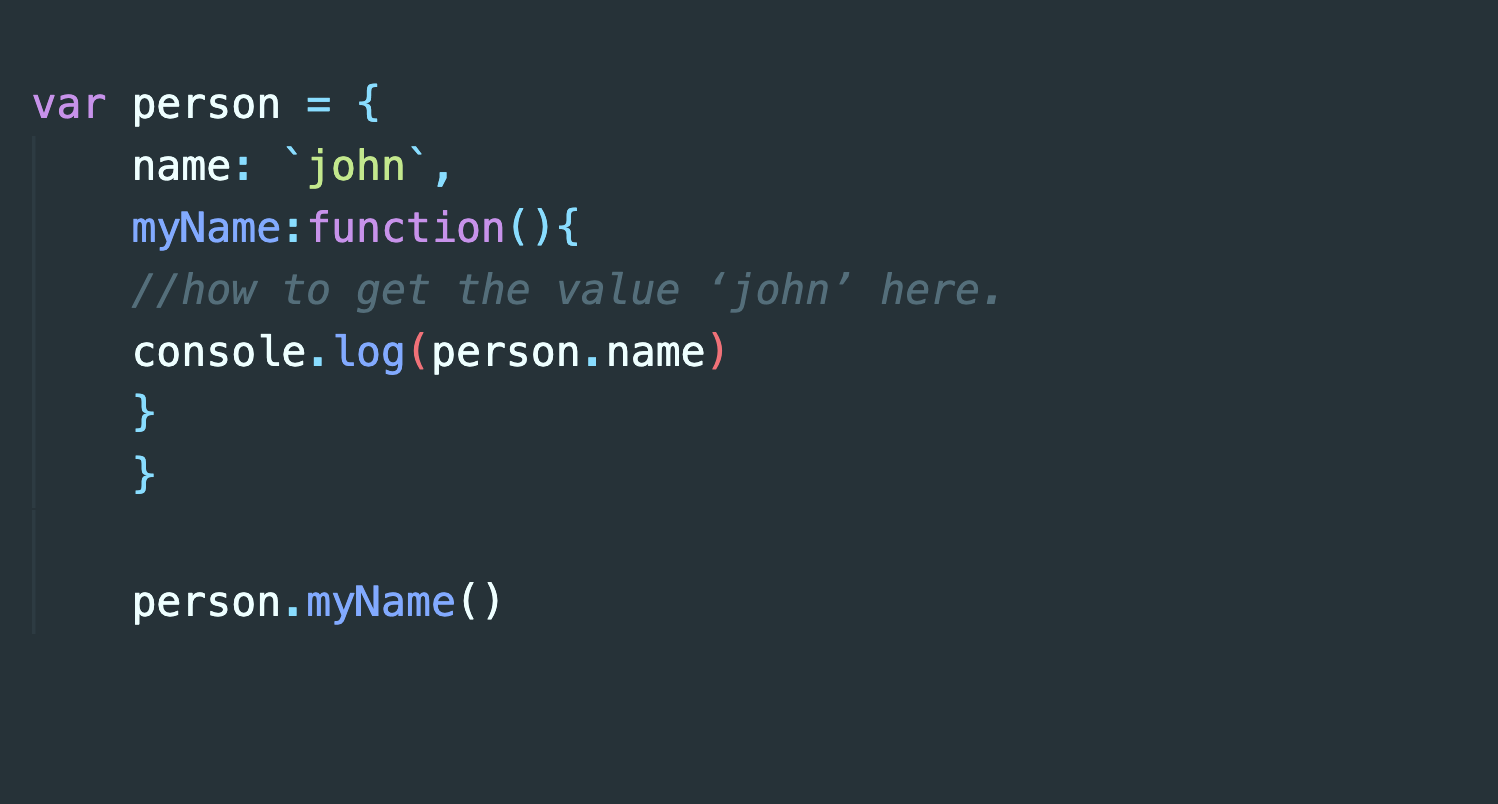 var person = {
name: `john`,
myName:function(){
//how to get the value ‘john’ here.
console.log(person.name)
}
}
person.myName()